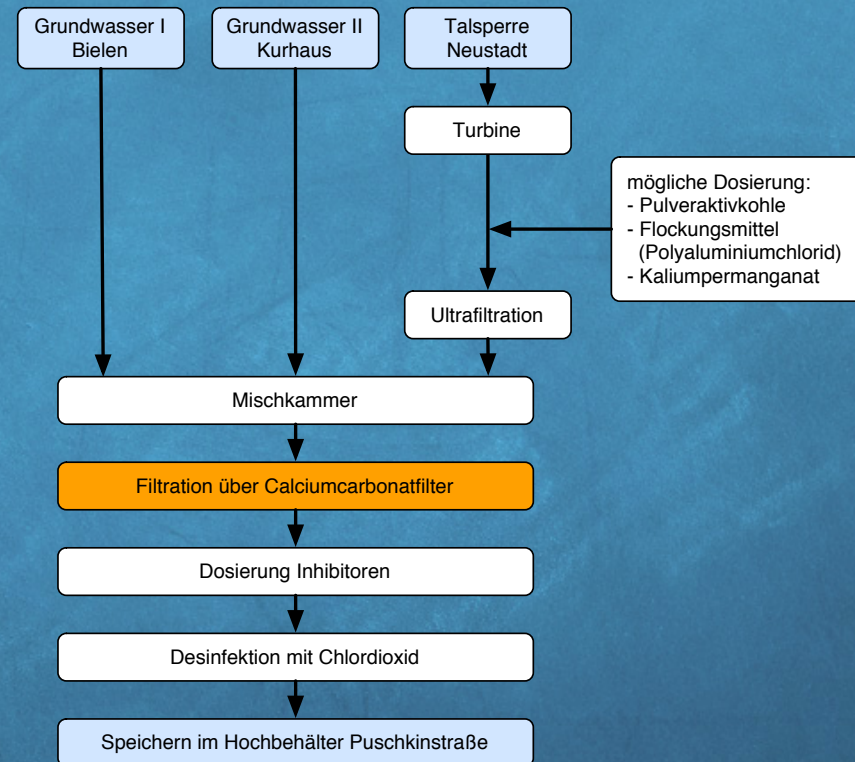 Grundwasser I
Bielen
Grundwasser II
Kurhaus
Talsperre
Neustadt
Turbine
mögliche Dosierung:
- Pulveraktivkohle
- Flockungsmittel
(Polyaluminiumchlorid)
- Kaliumpermanganat
Ultrafiltration
Mischkammer
Filtration über Calciumcarbonatfilter
Dosierung Inhibitoren
Desinfektion mit Chlordioxid
Speichern im Hochbehälter Puschkinstraße